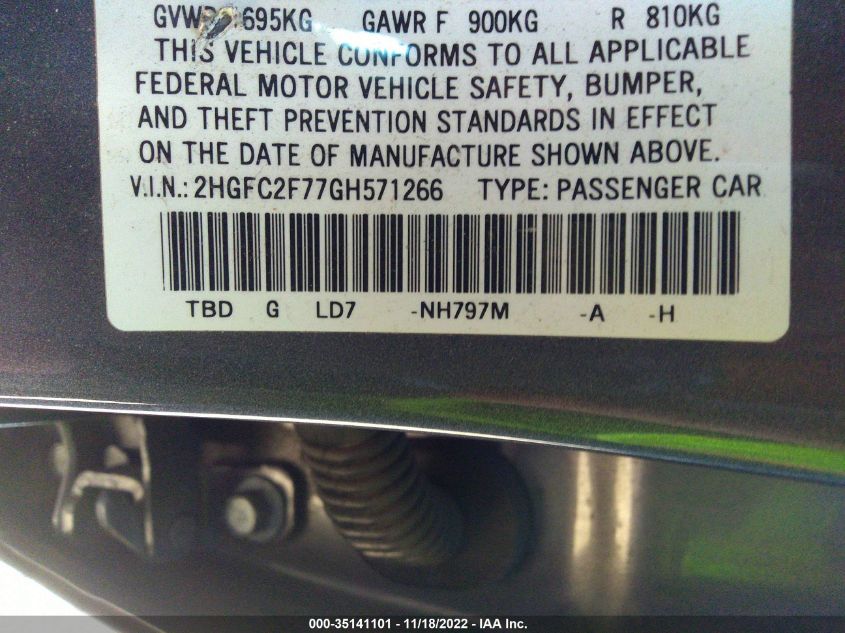 695KG GAWR F 900KG R 810KG
THIS VEHICLE CONFORMS TO ALL APPLICABLE
FEDERAL MOTOR VEHICLE SAFETY, BUMPER,
AND THEFT PREVENTION STANDARDS IN EFFECT
ON THE DATE OF MANUFACTURE SHOWN ABOVE.
V.I.N.: 2HGFC2F77GH571266 TYPE: PASSENGER CAR
TBD G LD7 -NH797M -A -H
000-35141101 - 11/18/2022 - IAA Inc.